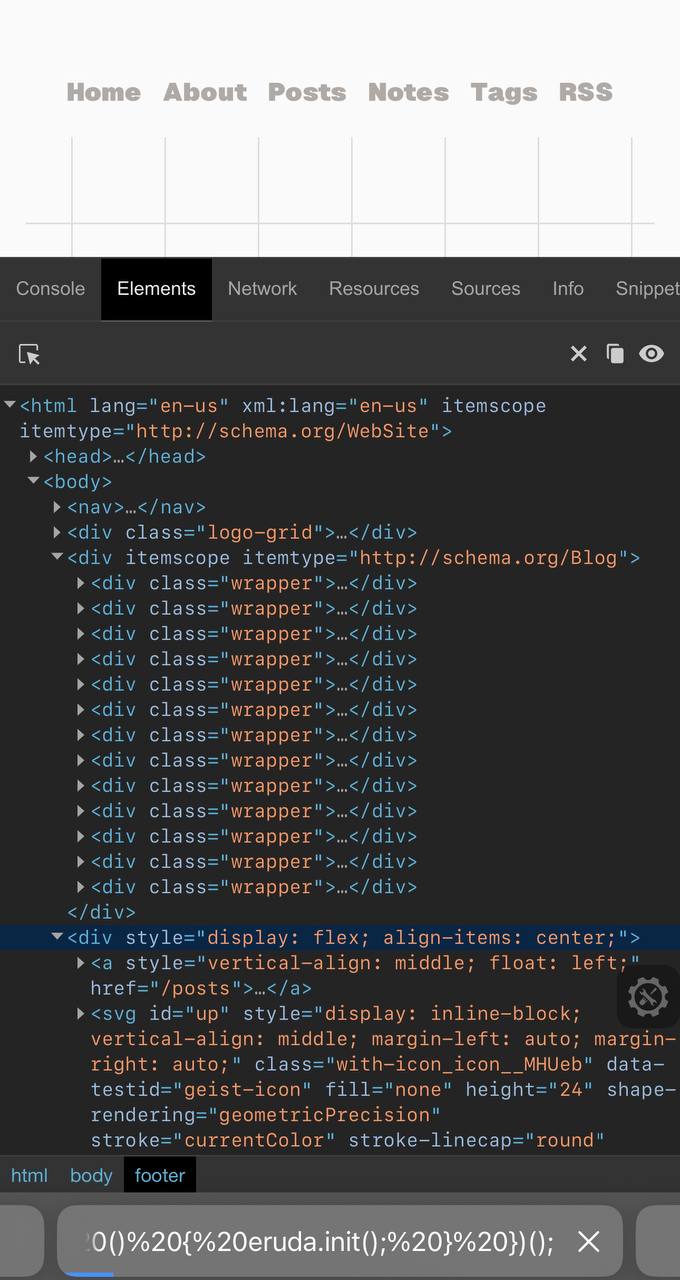 Home About Posts Notes Tags RSS
Console Elements Network Resources Sources Info Snippet
<html lang="en-us" xml:lang="en-us" itemscope
itemtype="http://schema.org/WebSite">
<head>…</head>
<body>
<nav>…</nav>
<div class="logo-grid">…</div>
<div itemscope itemtype="http://schema.org/Blog">
<div class="wrapper">…</div>
<div class="wrapper">…</div>
<div class="wrapper">…</div>
<div class="wrapper">…</div>
<div class="wrapper">…</div>
<div class="wrapper">…</div>
<div class="wrapper">…</div>
<div class="wrapper">…</div>
<div class="wrapper">…</div>
<div class="wrapper">…</div>
<div class="wrapper">…</div>
<div class="wrapper">…</div>
<div class="wrapper">…</div>
</div>
<div style="display: flex; align-items: center;">
<a style="vertical-align: middle; float: left;"
href="/posts">…</a>
<svg id="up" style="display: inline-block;
vertical-align: middle; margin-left: auto; margin-
right: auto;" class="with-icon_icon__MHUeb" data-
testid="geist-icon" fill="none" height="24" shape-
rendering="geometricPrecision"
stroke="currentColor" stroke-linecap="round"
html body footer
0()%20{%20eruda.init();%20}%20})();